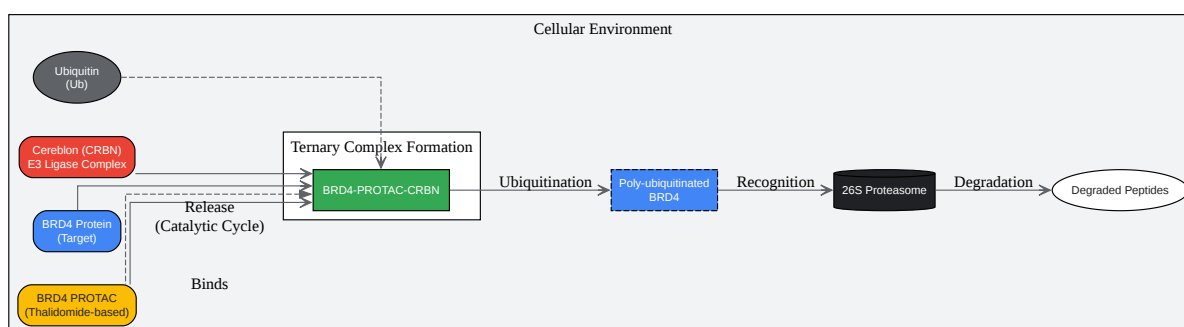 Cellular Environment
Ubiquitin
(Ub)
Cereblon (CRBN)
E3 Ligase Complex
Ternary Complex Formation
BRD4-PROTAC-CRBN
Ubiquitination
Poly-ubiquitinated
BRD4
Recognition
26S Proteasome
Degradation
Degraded Peptides
BRD4 Protein
(Target)
Release
(Catalytic Cycle)
Binds
BRD4 PROTAC
(Thalidomide-based)